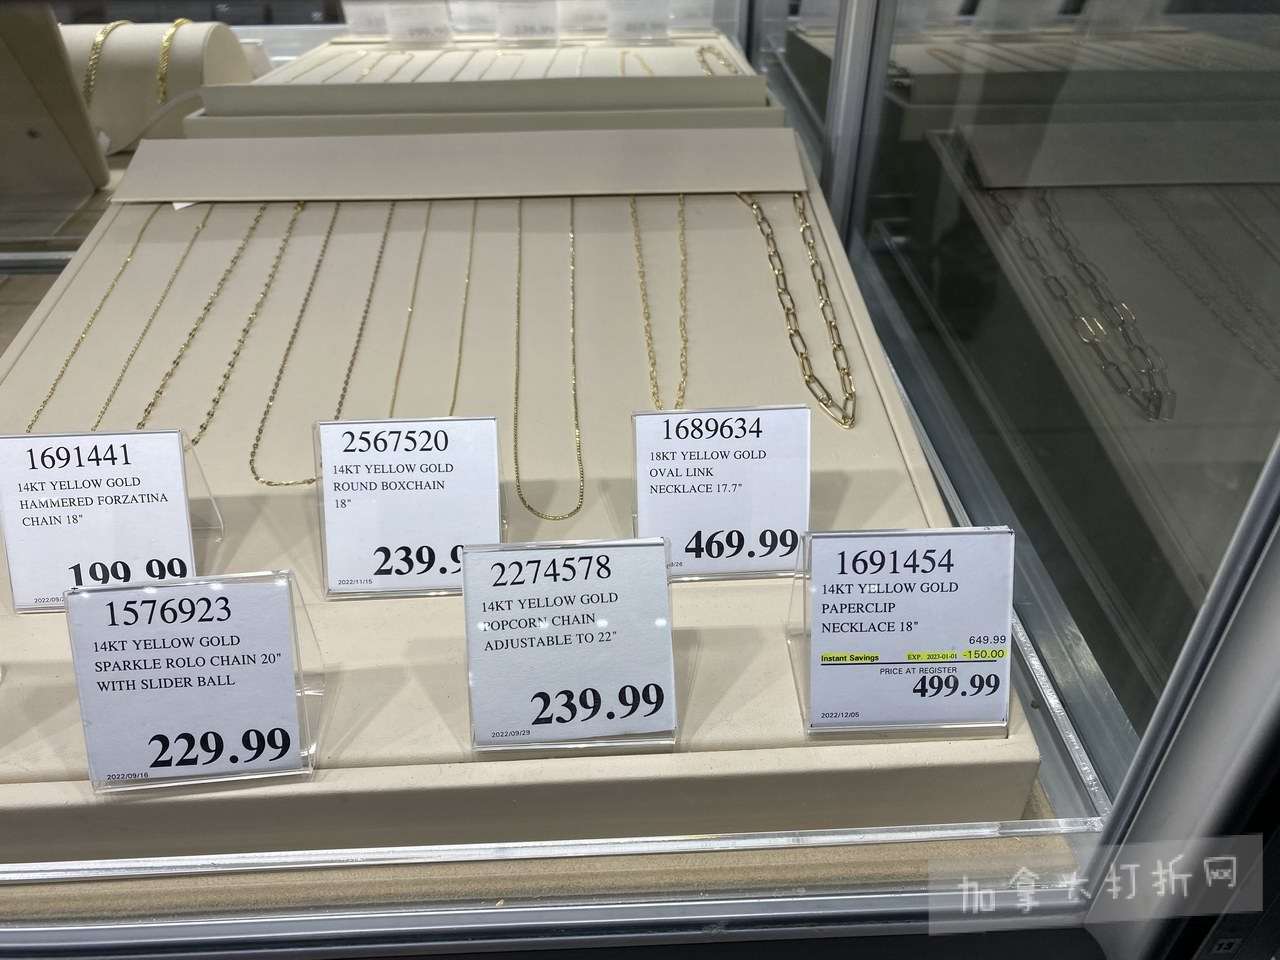 1691441
14KT YELLOW GOLD
HAMMERED FORZATINA
CHAIN 18"
199.99
1576923
14KT YELLOW GOLD
SPARKLE ROLO CHAIN 20"
WITH SLIDER BALL
229.99
2022/09/16
2567520
14KT YELLOW GOLD
ROUND BOXCHAIN
18"
239.9
2022/11/15
2274578
14KT YELLOW GOLD
POPCORN CHAIN
ADJUSTABLE TO 22"
239.99
2022/09/29
1689634
18KT YELLOW GOLD
OVAL LINK
NECKLACE 17.7"
469.99
1691454
14KT YELLOW GOLD
PAPERCLIP
NECKLACE 18"
649.99
Instant Savings EXP. 2023-01-01 -150.00
PRICE AT REGISTER
499.99
2022/12/05
加拿大打折网